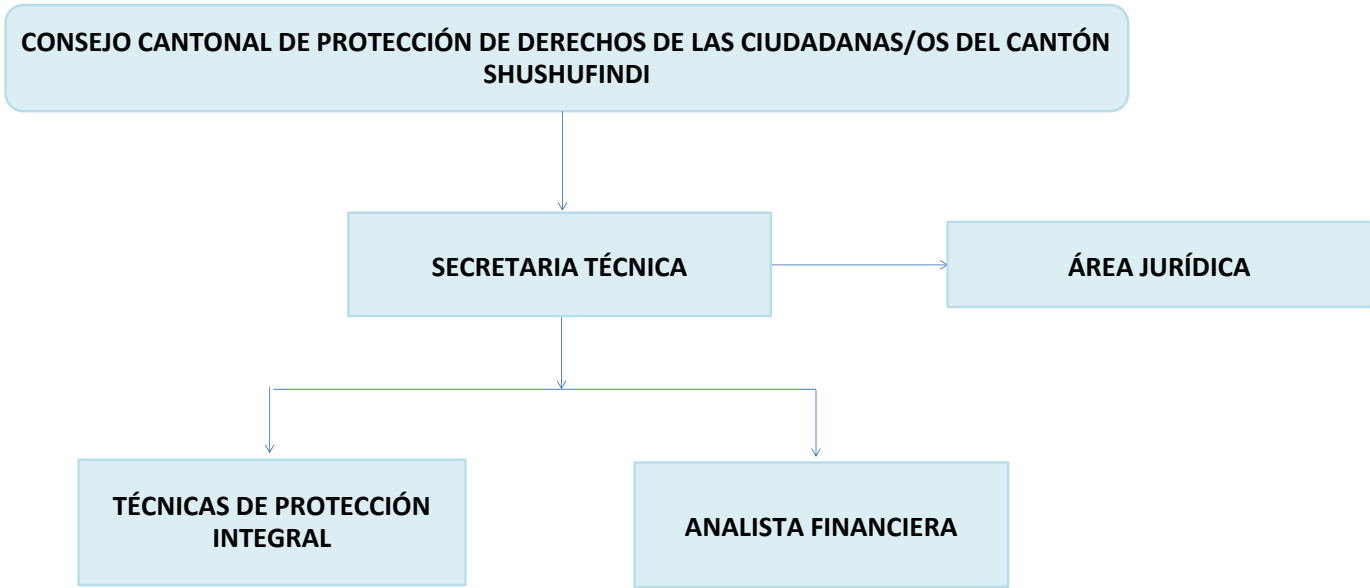 CONSEJO CANTONAL DE PROTECCIÓN DE DERECHOS DE LAS CIUDADANAS/OS DEL CANTÓN
SHUSHUFINDI
SECRETARIA TÉCNICA
ÁREA JURÍDICA
TÉCNICAS DE PROTECCIÓN
INTEGRAL
ANALISTA FINANCIERA